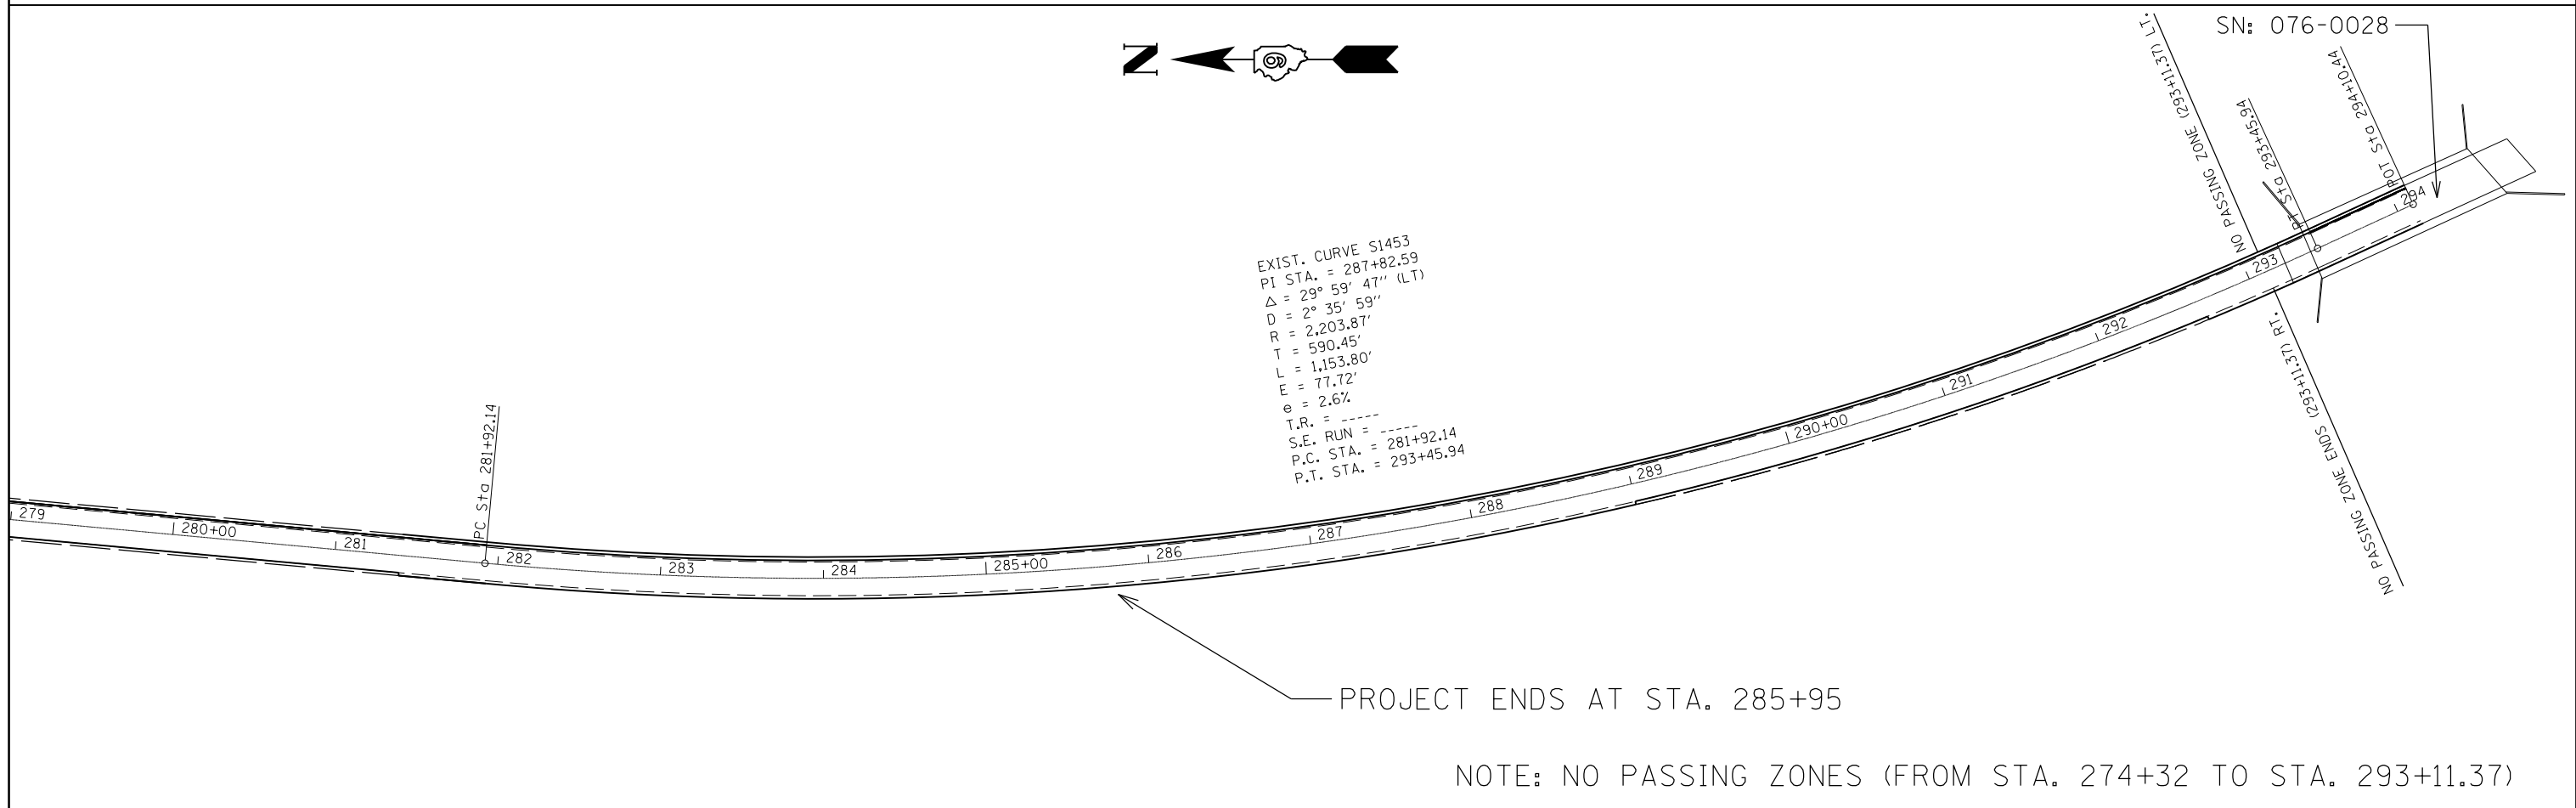 N
9
SN: 076-0028
NO PASSING ZONE (293+11.37) LT.
PT Sta 293+45.94
POT Sta 294+10.44
EXIST. CURVE S1453
PI STA. = 287+82.59
Δ = 29° 59' 47'' (LT)
D = 2° 35' 59''
R = 2,203.87'
T = 590.45'
L = 1,153.80'
E = 77.72'
e = 2.6%
T.R. = -----
S.E. RUN = -----
P.C. STA. = 281+92.14
P.T. STA. = 293+45.94
PC Sta 281+92.14
279
280+00
281
282
283
284
285+00
286
287
288
289
290+00
291
292
293
294
NO PASSING ZONE ENDS (293+11.37) RT.
PROJECT ENDS AT STA. 285+95
NOTE: NO PASSING ZONES (FROM STA. 274+32 TO STA. 293+11.37)